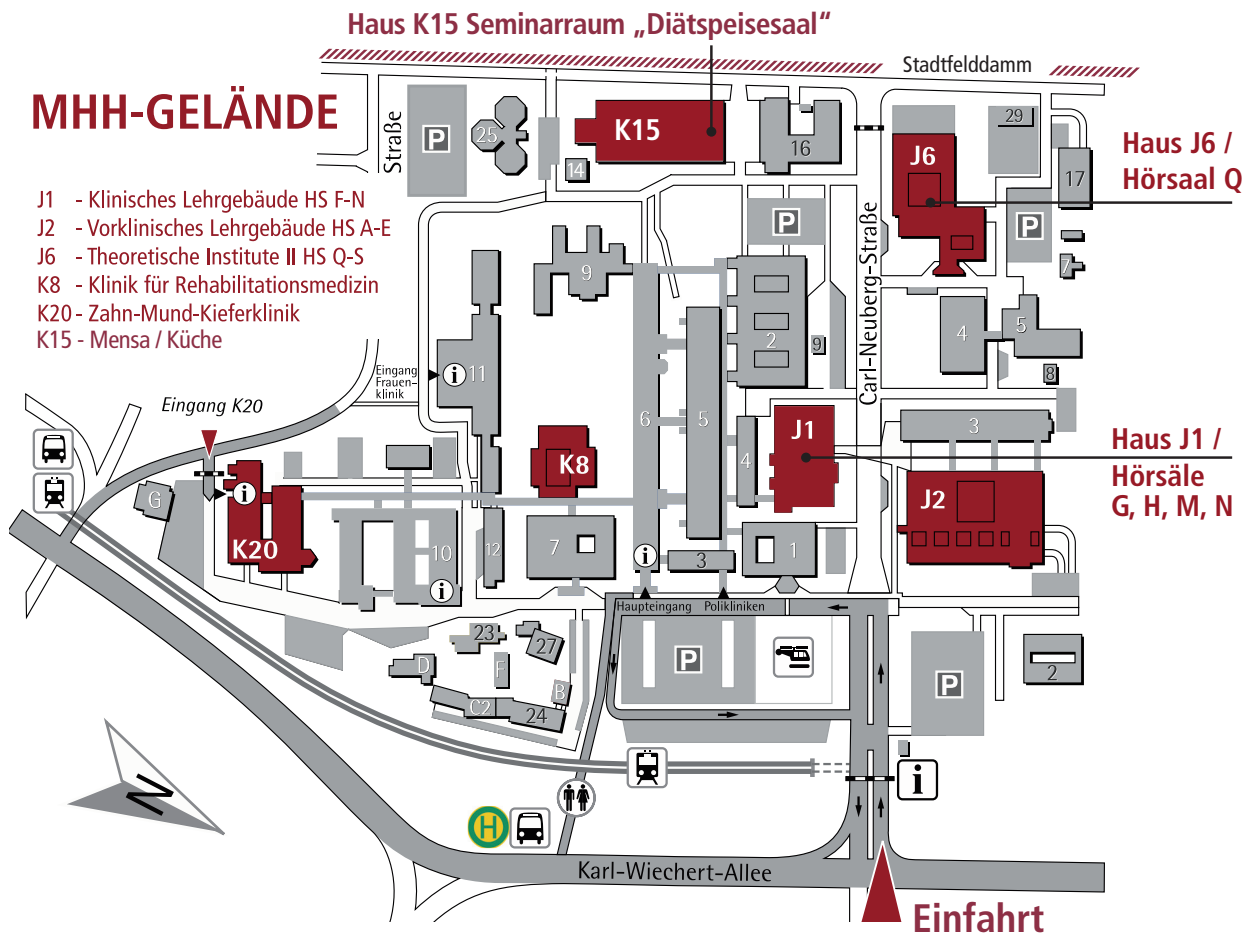 Haus K15 Seminarraum „Diätspeisesaal“
Stadtfelddamm
MHH-GELÄNDE
Straße
P
25
K15
14
16
29
J6
17
Haus J6 /
Hörsaal Q
J1 - Klinisches Lehrgebäude HS F-N
J2 - Vorklinisches Lehrgebäude HS A-E
J6 - Theoretische Institute II HS Q-S
K8 - Klinik für Rehabilitationsmedizin
K20 - Zahn-Mund-Kieferklinik
K15 - Mensa / Küche
P
P
Carl-Neuberg-Straße
9
7
4
5
2
9
8
Eingang
Frauen-
klinik
i
11
6
5
Eingang K20
3
J1
4
K8
Haus J1 /
Hörsäle
G, H, M, N
J2
G
i
K20
10
i
12
7
i
3
1
Haupteingang
Polikliniken
23
27
D
F
B
C2
24
P
P
2
N
i
H
Karl-Wiechert-Allee
Einfahrt